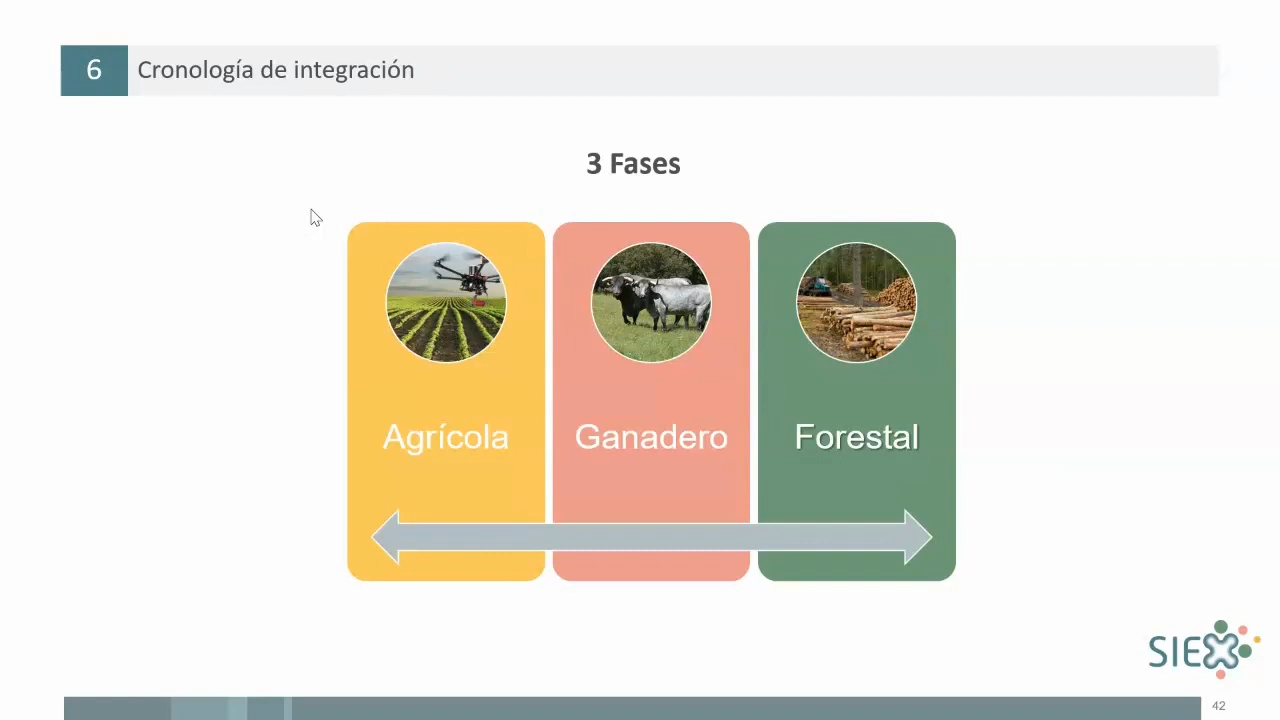 6
Cronología de integración
3 Fases
Agrícola
Ganadero
Forestal
SIEX
42